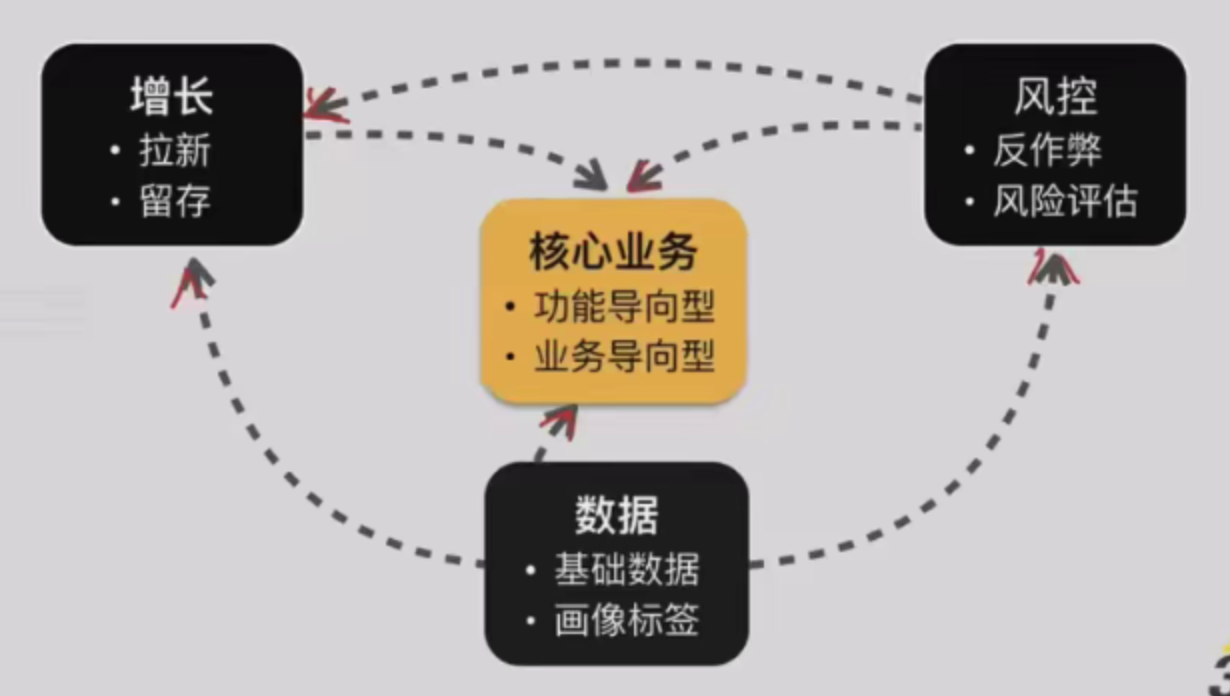 增长
• 拉新
• 留存
风控
• 反作弊
• 风险评估
核心业务
• 功能导向型
• 业务导向型
数据
• 基础数据
• 画像标签